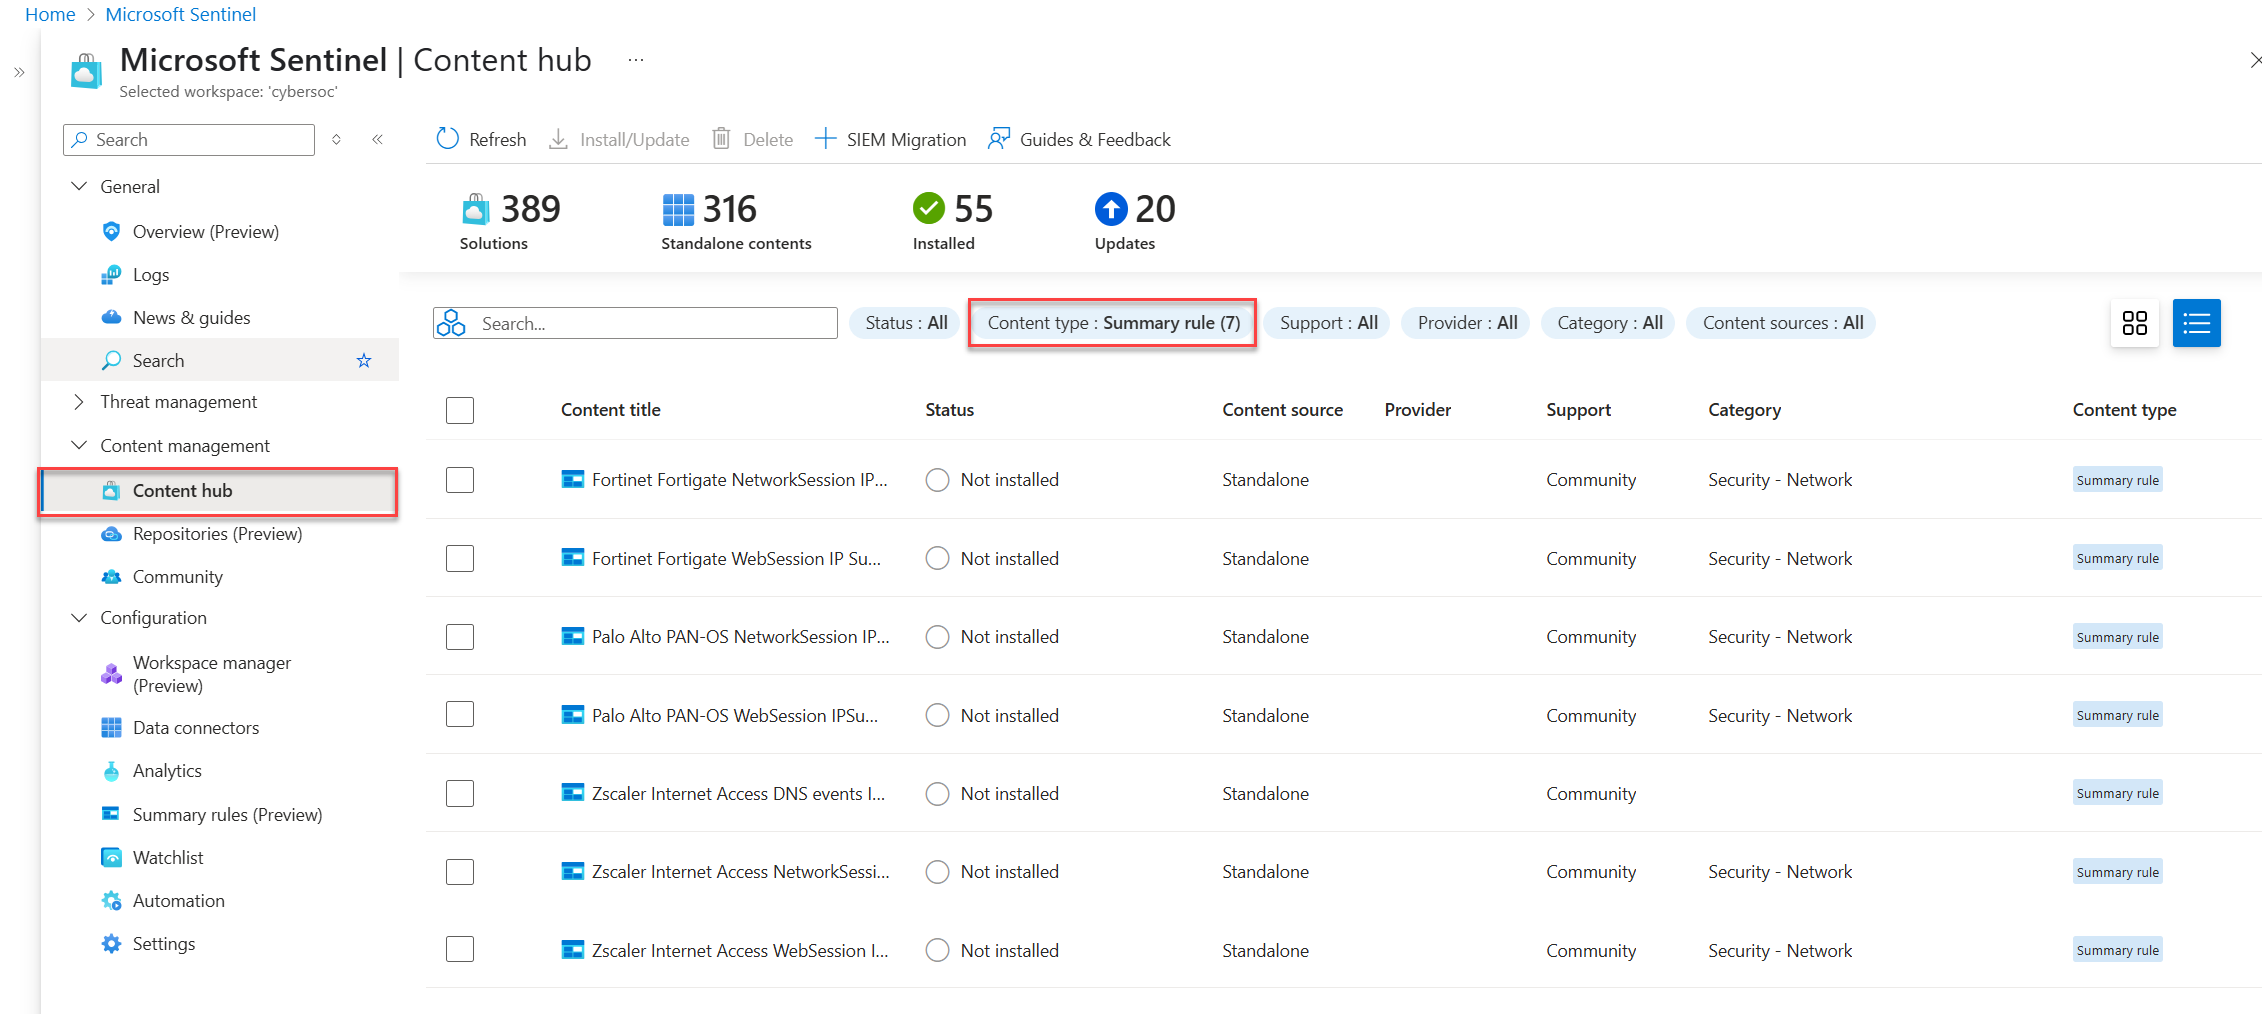 Home > Microsoft Sentinel
Microsoft Sentinel | Content hub ...
Selected workspace: 'cybersoc'
Search
General
Overview (Preview)
Logs
News & guides
Search
Threat management
Content management
Content hub
Repositories (Preview)
Community
Configuration
Workspace manager
(Preview)
Data connectors
Analytics
Summary rules (Preview)
Watchlist
Automation
Settings
Refresh Install/Update Delete SIEM Migration Guides & Feedback
389 316 55 20
Solutions Standalone contents Installed Updates
Search... Status : All Content type : Summary rule (7) Support : All Provider : All Category : All Content sources : All
Content title Status Content source Provider Support Category Content type
Fortinet Fortigate NetworkSession IP... Not installed Standalone Community Security - Network Summary rule
Fortinet Fortigate WebSession IP Su... Not installed Standalone Community Security - Network Summary rule
Palo Alto PAN-OS NetworkSession IP... Not installed Standalone Community Security - Network Summary rule
Palo Alto PAN-OS WebSession IPSu... Not installed Standalone Community Security - Network Summary rule
Zscaler Internet Access DNS events I... Not installed Standalone Community Summary rule
Zscaler Internet Access NetworkSessi... Not installed Standalone Community Security - Network Summary rule
Zscaler Internet Access WebSession I... Not installed Standalone Community Security - Network Summary rule